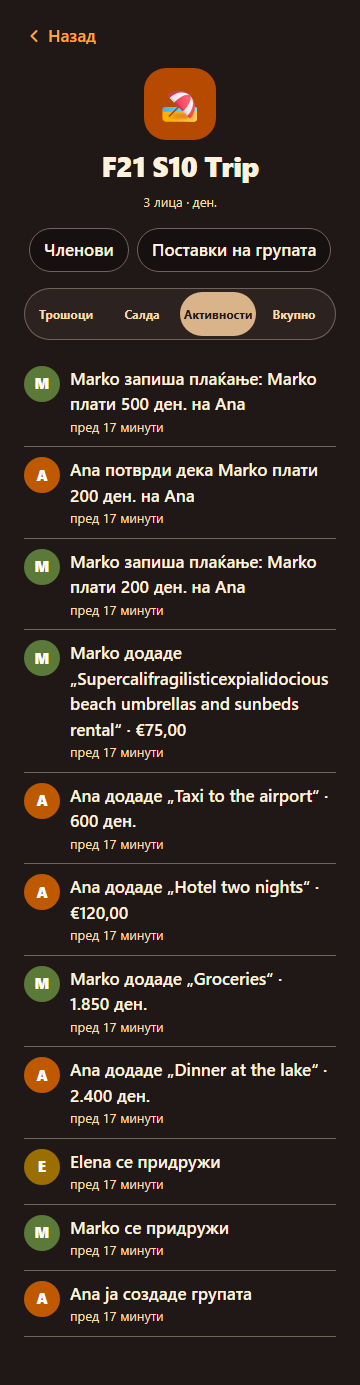 Назад
F21 S10 Trip
3 лица · ден.
Членови
Поставки на групата
Трошоци
Салда
Активности
Вкупно
M
Marko запиша плаќање: Marko
плати 500 ден. на Ana
пред 17 минути
A
Ana потврди дека Marko плати
200 ден. на Ana
пред 17 минути
M
Marko запиша плаќање: Marko
плати 200 ден. на Ana
пред 17 минути
M
Marko додаде
„Supercalifragilisticexpialidocious
beach umbrellas and sunbeds
rental“ · €75,00
пред 17 минути
A
Ana додаде „Taxi to the airport“ ·
600 ден.
пред 17 минути
A
Ana додаде „Hotel two nights“ ·
€120,00
пред 17 минути
M
Marko додаде „Groceries“ ·
1.850 ден.
пред 17 минути
A
Ana додаде „Dinner at the lake“ ·
2.400 ден.
пред 17 минути
E
Elena се придружи
пред 17 минути
M
Marko се придружи
пред 17 минути
A
Ana ја создаде групата
пред 17 минути